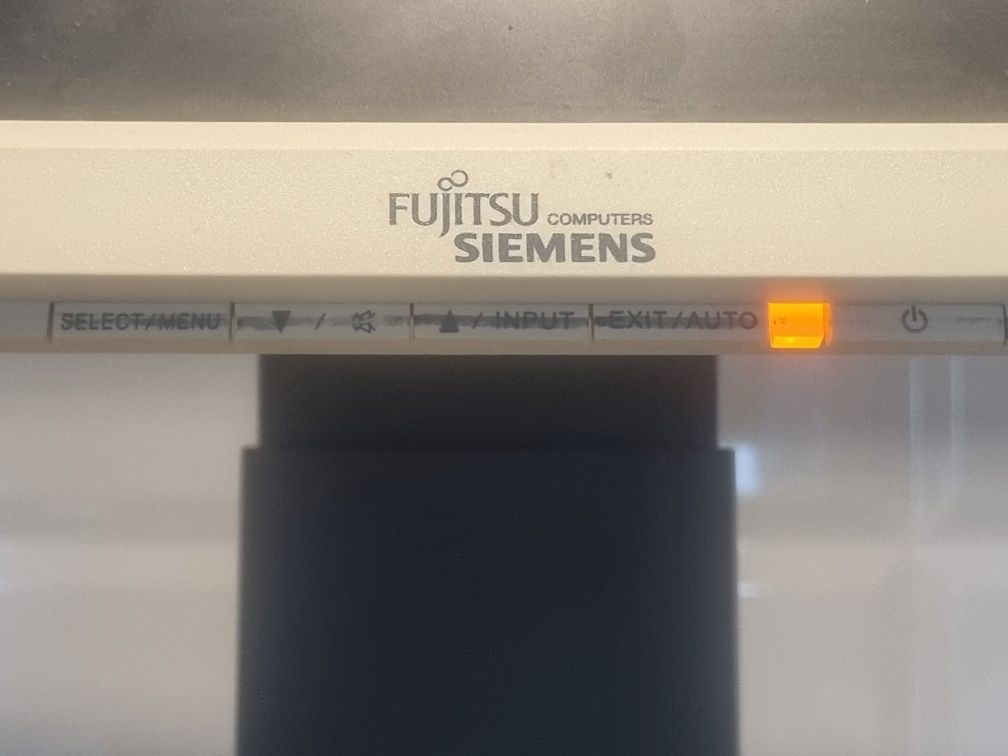 FUJITSU COMPUTERS
SIEMENS
SELECT/MENU ▼ / ▲ / INPUT EXIT/AUTO